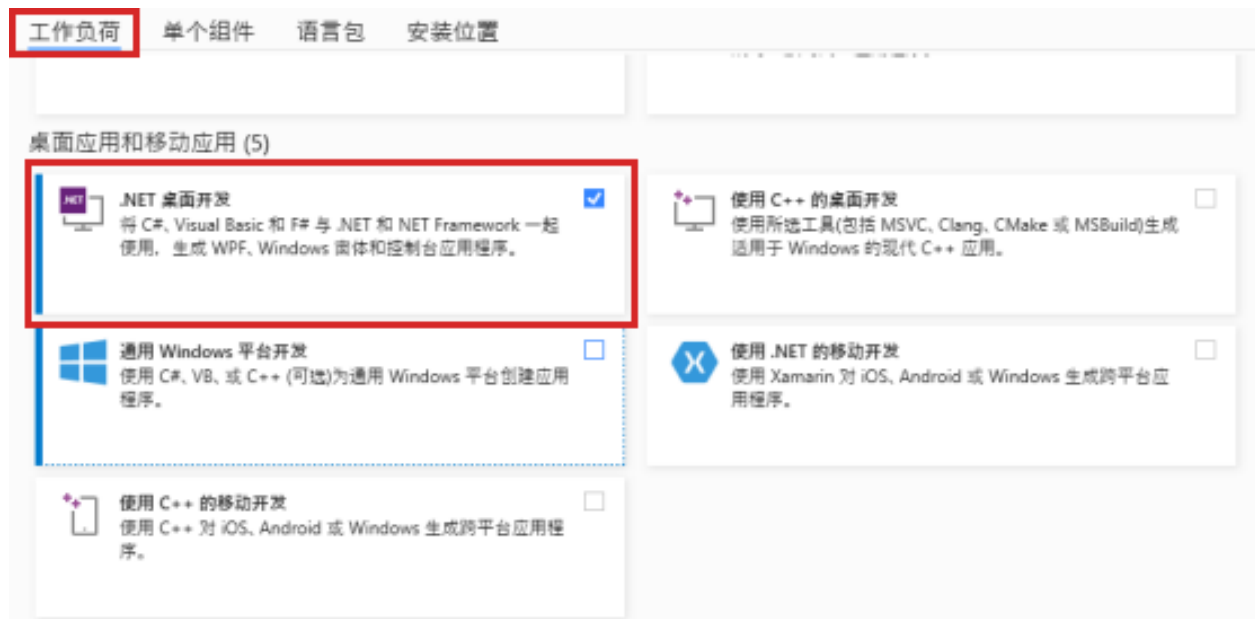 工作负荷 单个组件 语言包 安装位置
桌面应用和移动应用 (5)
.NET
.NET 桌面开发
将 C#、Visual Basic 和 F# 与 .NET 和 NET Framework 一起
使用，生成 WPF、Windows 窗体和控制台应用程序。
使用 C++ 的桌面开发
使用所选工具(包括 MSVC、Clang、CMake 或 MSBuild)生成
适用于 Windows 的现代 C++ 应用。
通用 Windows 平台开发
使用 C#、VB、或 C++ (可选)为通用 Windows 平台创建应用
程序。
使用 .NET 的移动开发
使用 Xamarin 对 iOS、Android 或 Windows 生成跨平台应
用程序。
使用 C++ 的移动开发
使用 C++ 对 iOS、Android 或 Windows 生成跨平台应用程
序。